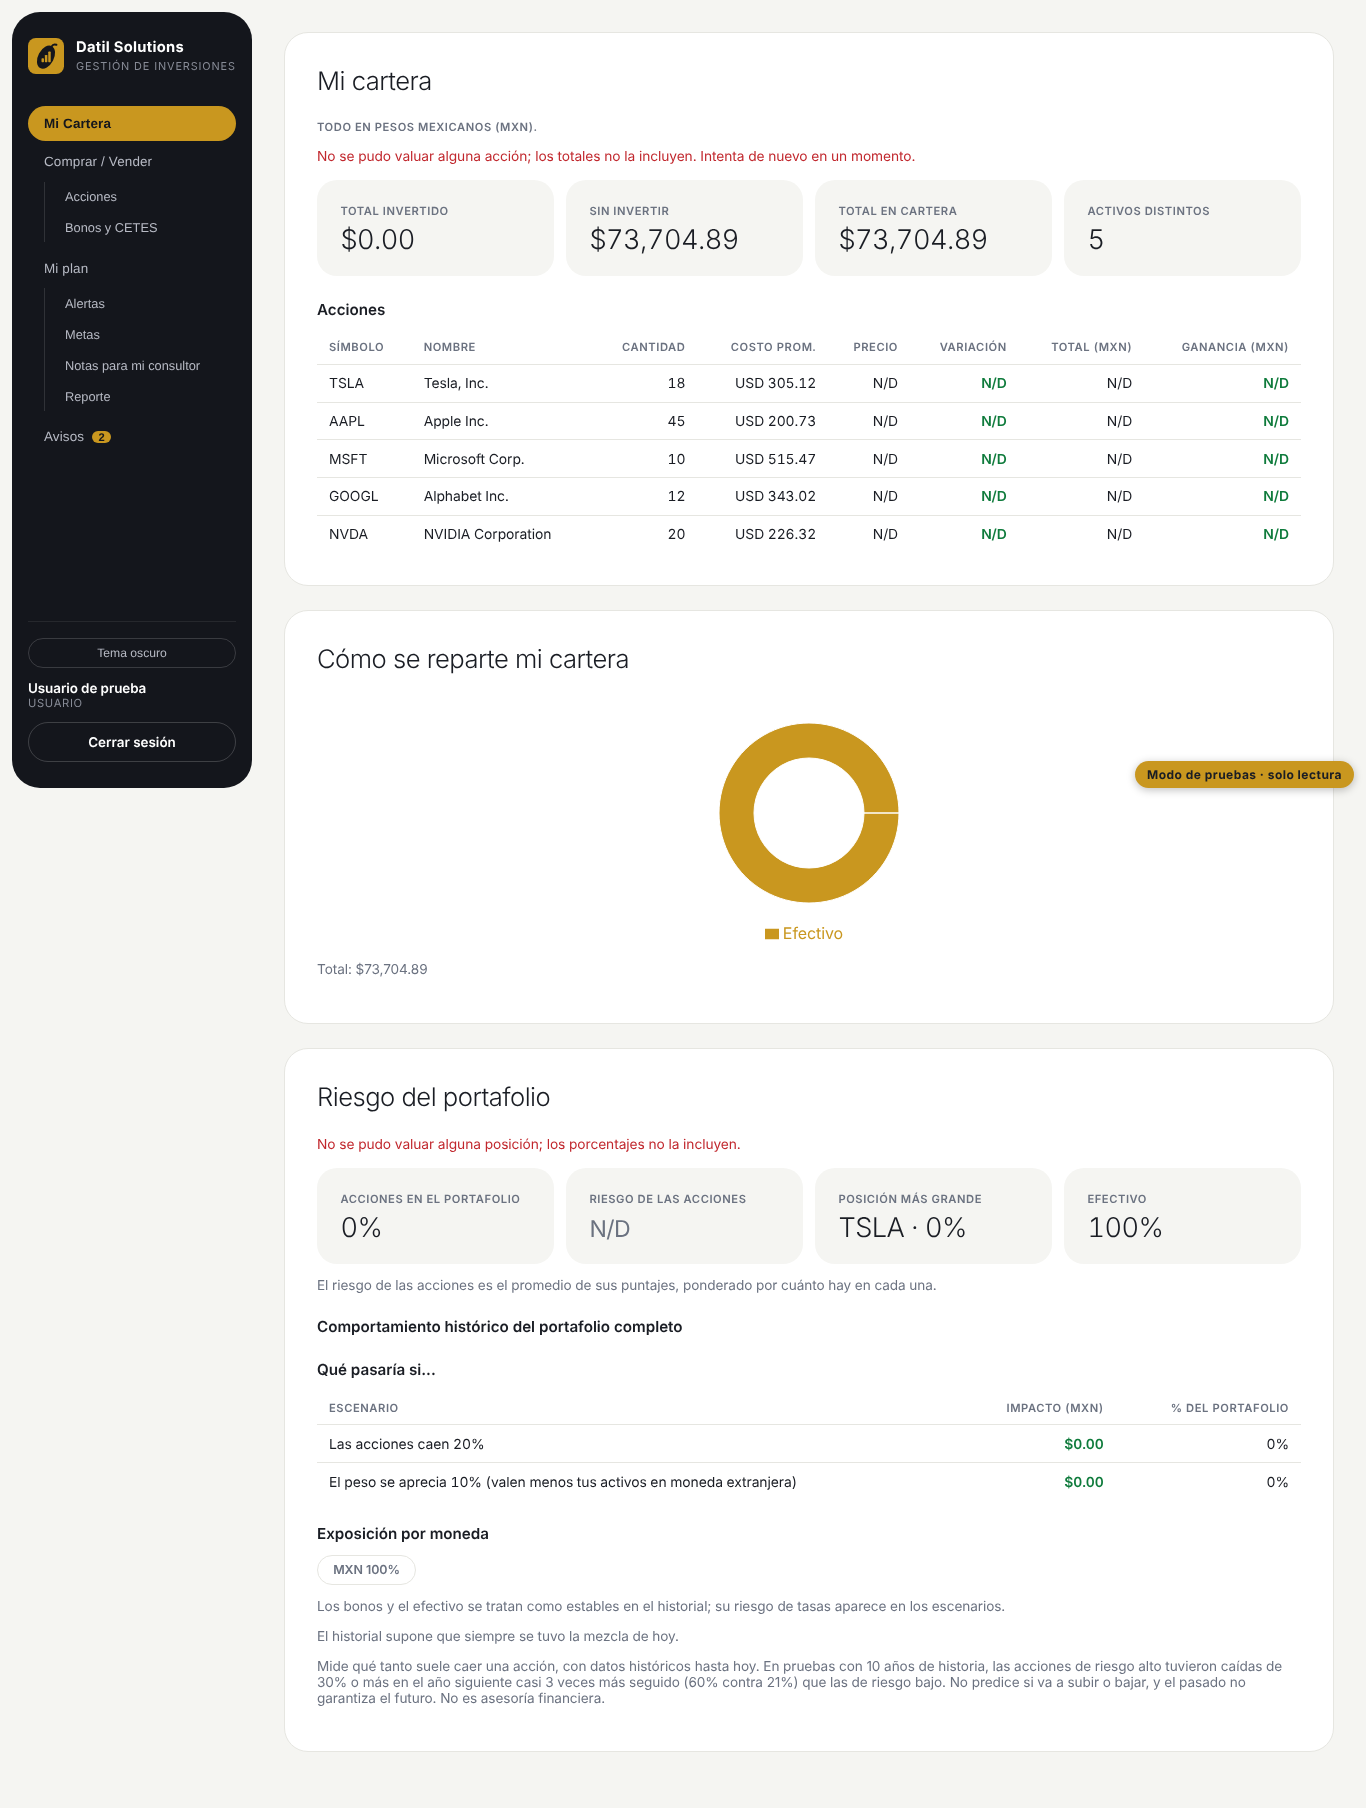 Datil Solutions
GESTIÓN DE INVERSIONES
Mi Cartera
Comprar / Vender
Acciones
Bonos y CETES
Mi plan
Alertas
Metas
Notas para mi consultor
Reporte
Avisos 2
Tema oscuro
Usuario de prueba
USUARIO
Cerrar sesión
Mi cartera
TODO EN PESOS MEXICANOS (MXN).
No se pudo valuar alguna acción; los totales no la incluyen. Intenta de nuevo en un momento.
TOTAL INVERTIDO
$0.00
SIN INVERTIR
$73,704.89
TOTAL EN CARTERA
$73,704.89
ACTIVOS DISTINTOS
5
Acciones
SÍMBOLO NOMBRE CANTIDAD COSTO PROM. PRECIO VARIACIÓN TOTAL (MXN) GANANCIA (MXN)
TSLA Tesla, Inc. 18 USD 305.12 N/D N/D N/D N/D
AAPL Apple Inc. 45 USD 200.73 N/D N/D N/D N/D
MSFT Microsoft Corp. 10 USD 515.47 N/D N/D N/D N/D
GOOGL Alphabet Inc. 12 USD 343.02 N/D N/D N/D N/D
NVDA NVIDIA Corporation 20 USD 226.32 N/D N/D N/D N/D
Cómo se reparte mi cartera
Modo de pruebas · solo lectura
Efectivo
Total: $73,704.89
Riesgo del portafolio
No se pudo valuar alguna posición; los porcentajes no la incluyen.
ACCIONES EN EL PORTAFOLIO
0%
RIESGO DE LAS ACCIONES
N/D
POSICIÓN MÁS GRANDE
TSLA · 0%
EFECTIVO
100%
El riesgo de las acciones es el promedio de sus puntajes, ponderado por cuánto hay en cada una.
Comportamiento histórico del portafolio completo
Qué pasaría si...
ESCENARIO IMPACTO (MXN) % DEL PORTAFOLIO
Las acciones caen 20% $0.00 0%
El peso se aprecia 10% (valen menos tus activos en moneda extranjera) $0.00 0%
Exposición por moneda
MXN 100%
Los bonos y el efectivo se tratan como estables en el historial; su riesgo de tasas aparece en los escenarios.
El historial supone que siempre se tuvo la mezcla de hoy.
Mide qué tanto suele caer una acción, con datos históricos hasta hoy. En pruebas con 10 años de historia, las acciones de riesgo alto tuvieron caídas de
30% o más en el año siguiente casi 3 veces más seguido (60% contra 21%) que las de riesgo bajo. No predice si va a subir o bajar, y el pasado no
garantiza el futuro. No es asesoría financiera.